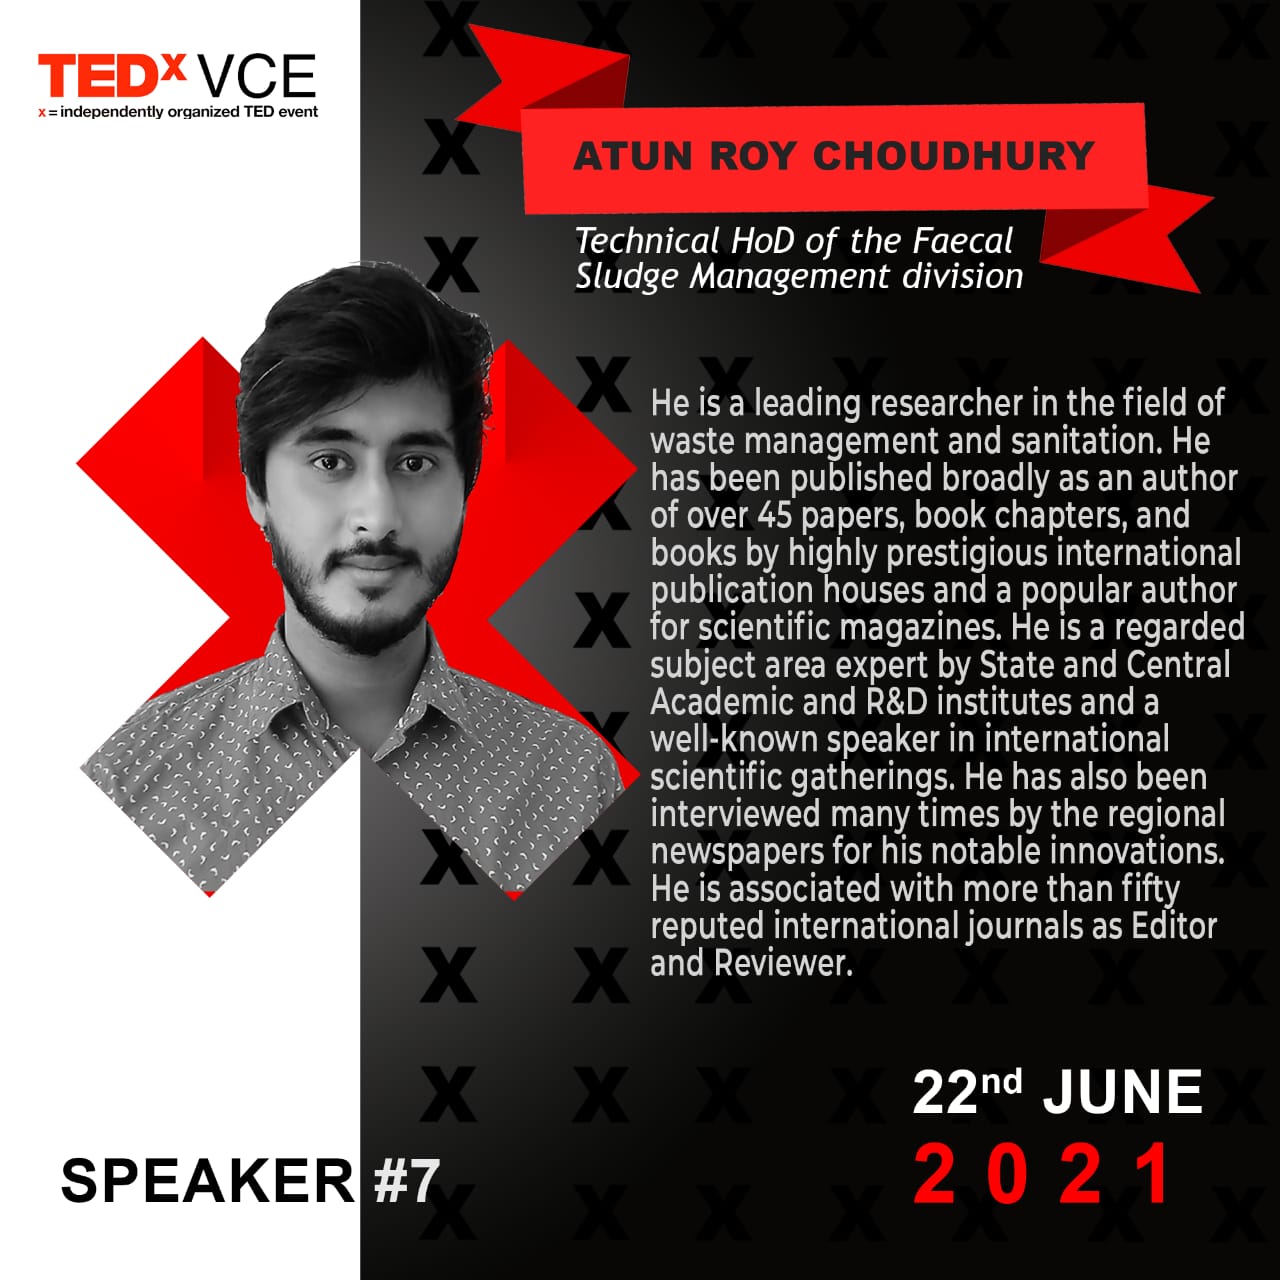 TEDx VCE
x = independently organized TED event
ATUN ROY CHOUDHURY
Technical HoD of the Faecal
Sludge Management division
He is a leading researcher in the field of
waste management and sanitation. He
has been published broadly as an author
of over 45 papers, book chapters, and
books by highly prestigious international
publication houses and a popular author
for scientific magazines. He is a regarded
subject area expert by State and Central
Academic and R&D institutes and a
well-known speaker in international
scientific gatherings. He has also been
interviewed many times by the regional
newspapers for his notable innovations.
He is associated with more than fifty
reputed international journals as Editor
and Reviewer.
22nd JUNE
2021
SPEAKER #7